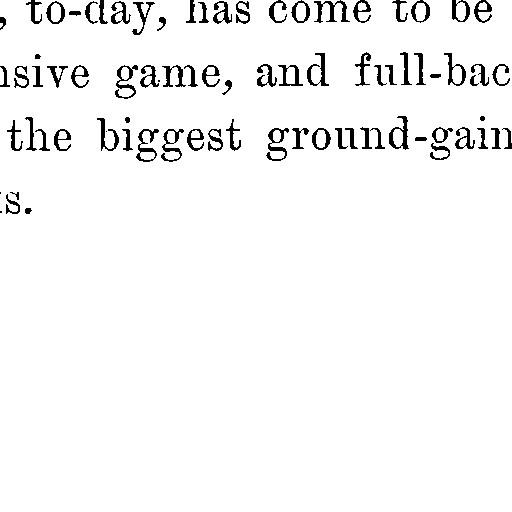 , to-day, has come to be
nsive game, and full-bac
the biggest ground-gain
s.